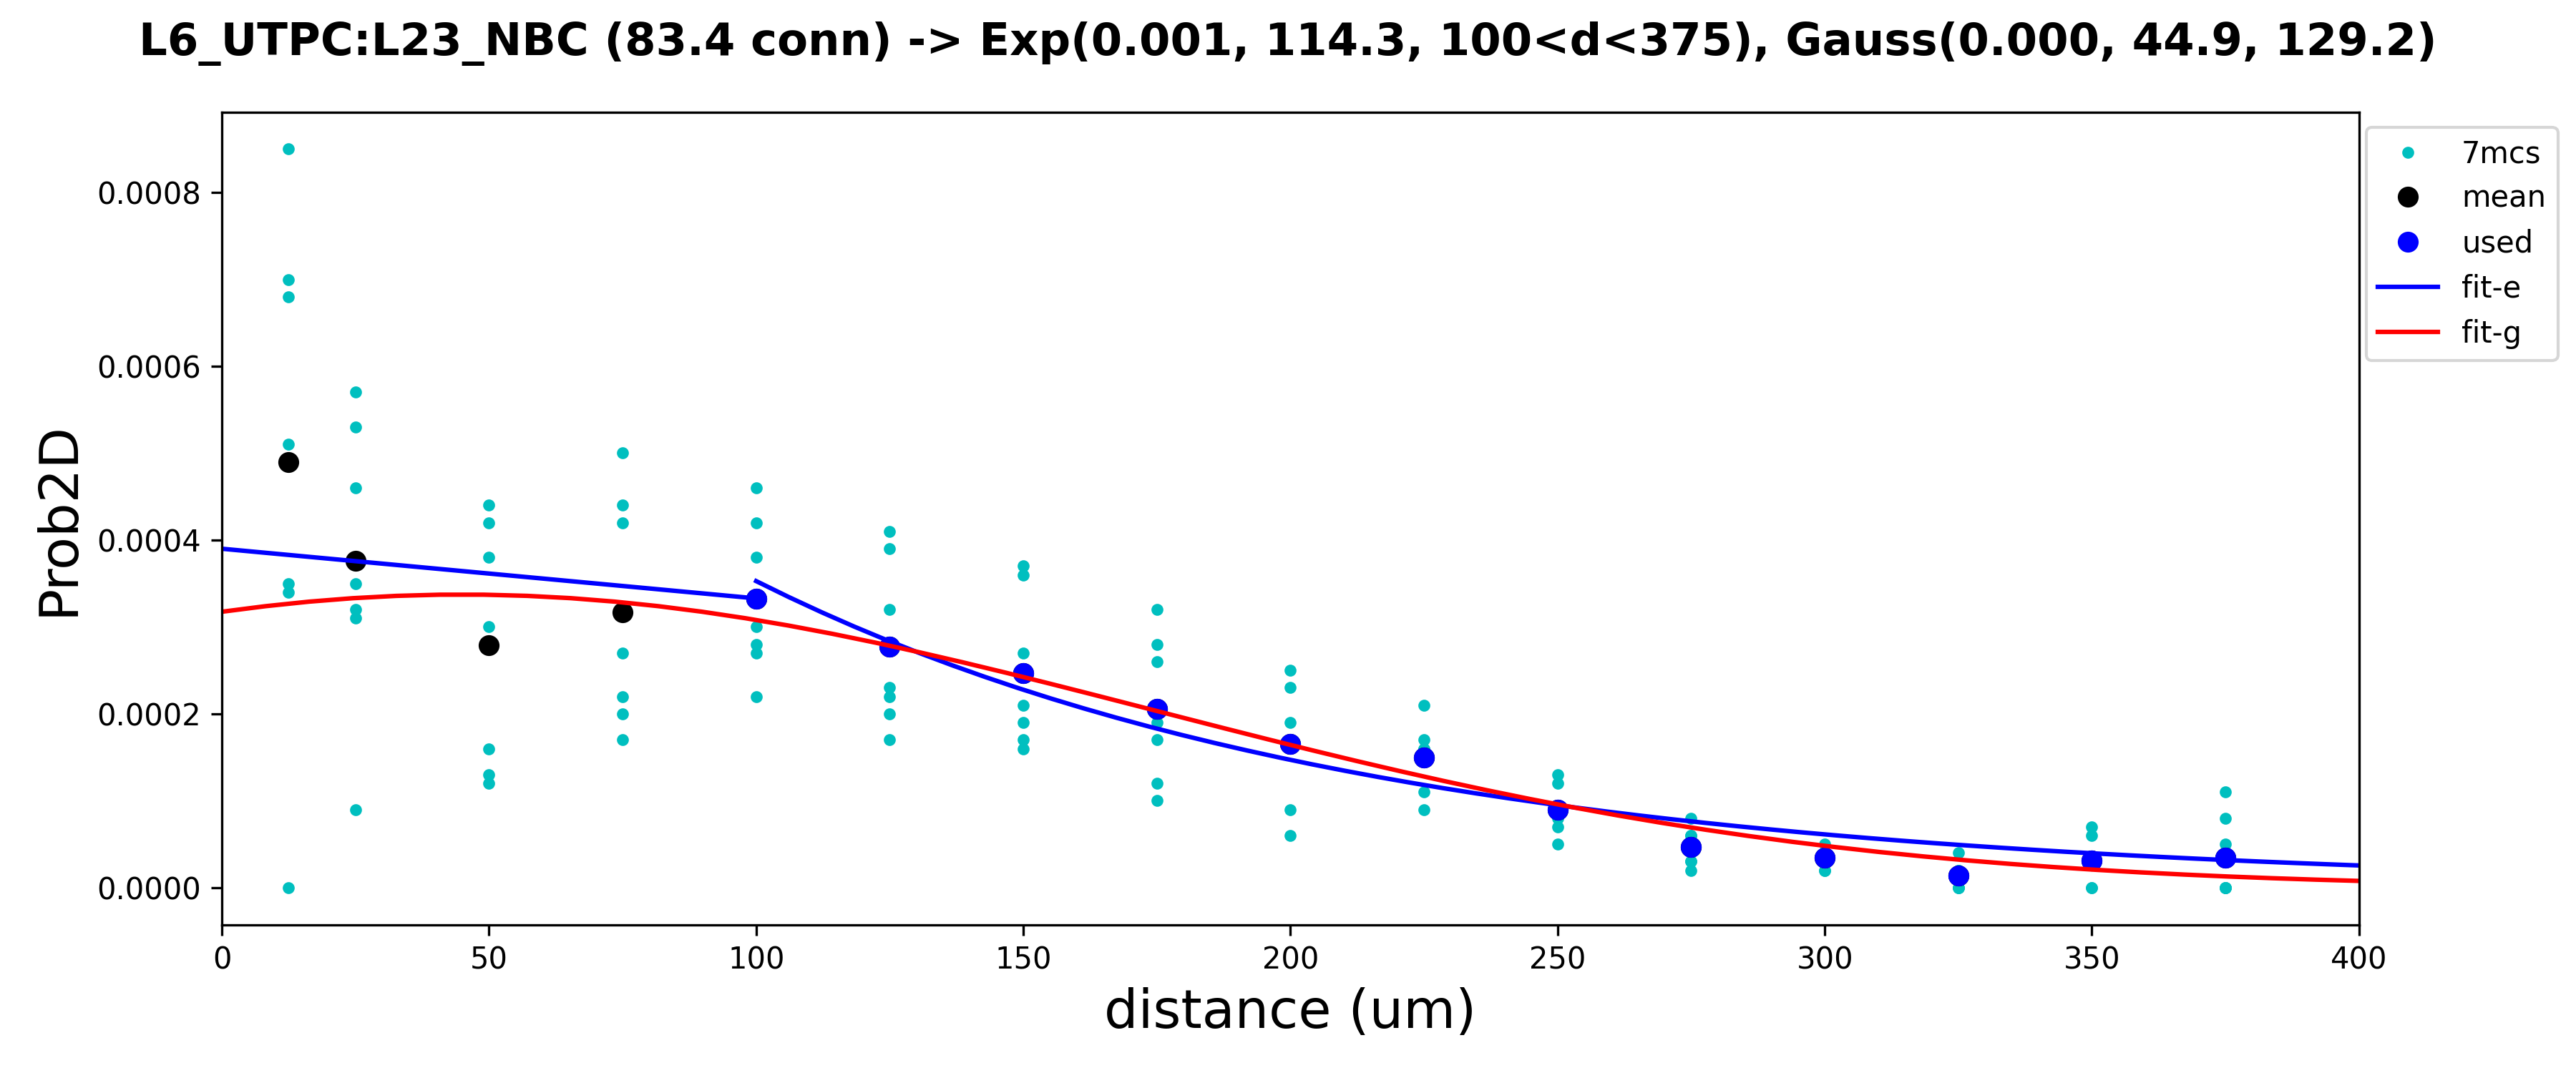 L6_UTPC:L23_NBC (83.4 conn) -> Exp(0.001, 114.3, 100<d<375), Gauss(0.000, 44.9, 129.2)
7mcs
mean
used
fit-e
fit-g
Prob2D
0.0008
0.0006
0.0004
0.0002
0.0000
0 50 100 150 200 250 300 350 400
distance (um)